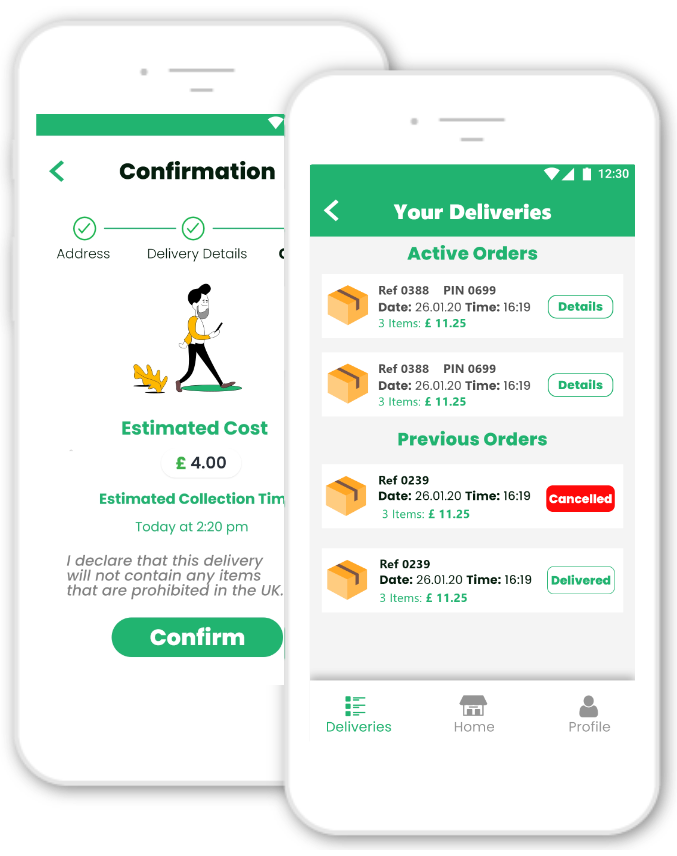 Confirmation
Address
Delivery Details
Estimated Cost
£ 4.00
Estimated Collection Tim
Today at 2:20 pm
I declare that this delivery
will not contain any items
that are prohibited in the UK.
Confirm
12:30
Your Deliveries
Active Orders
Ref 0388 PIN 0699
Date: 26.01.20 Time: 16:19
3 Items: £ 11.25
Details
Ref 0388 PIN 0699
Date: 26.01.20 Time: 16:19
3 Items: £ 11.25
Details
Previous Orders
Ref 0239
Date: 26.01.20 Time: 16:19
3 Items: £ 11.25
Cancelled
Ref 0239
Date: 26.01.20 Time: 16:19
3 Items: £ 11.25
Delivered
Deliveries
Home
Profile